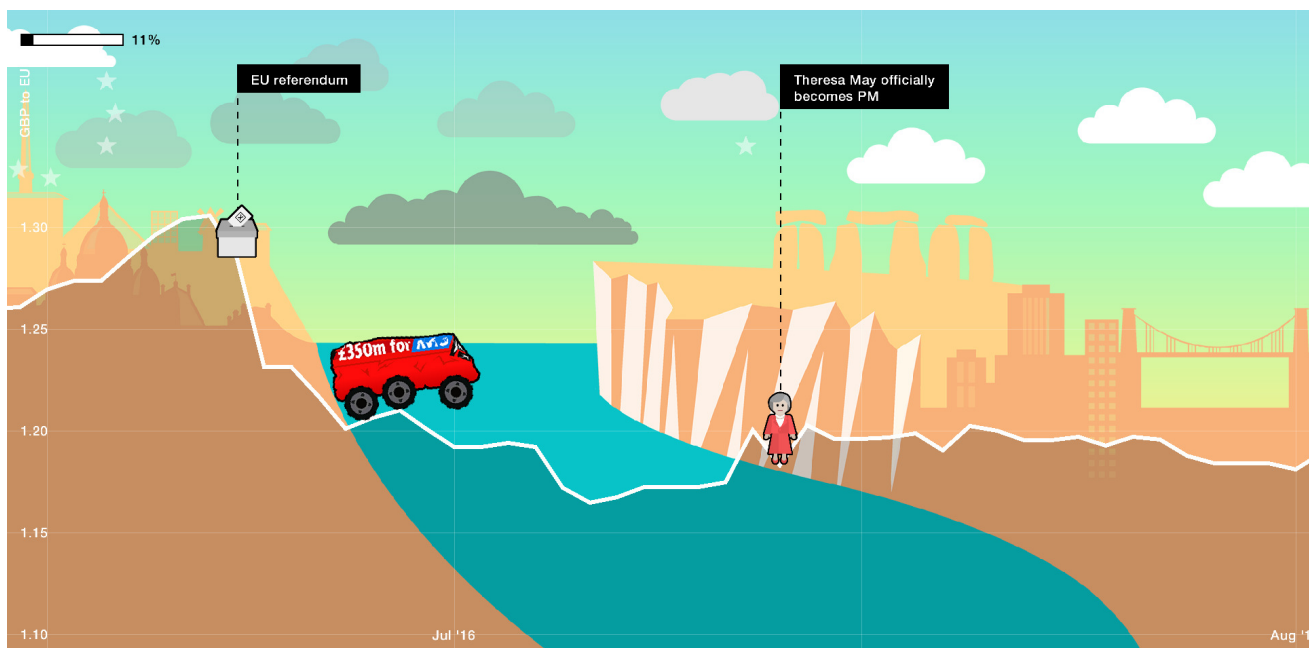 11%
GBP to EU
EU referendum
Theresa May officially
becomes PM
1.30
1.25
£350m for
1.20
1.15
1.10
Jul '16
Aug '1